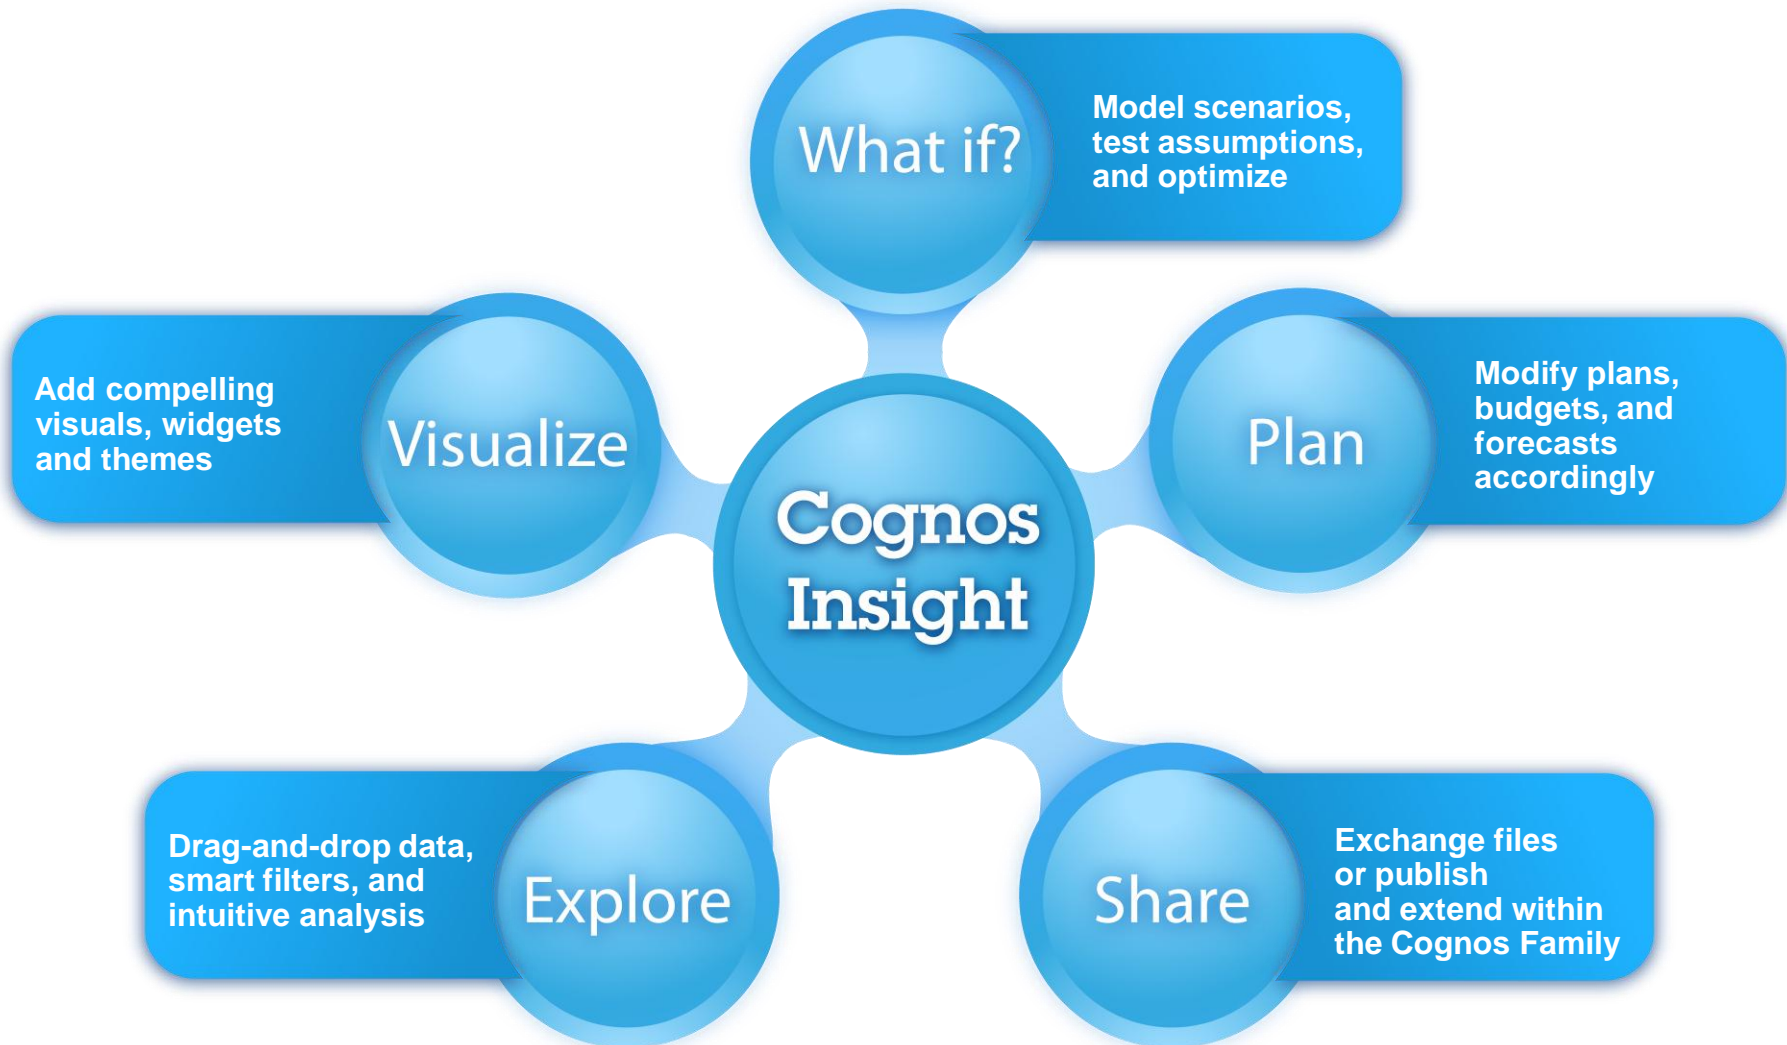 What if?
Model scenarios,
test assumptions,
and optimize
Add compelling
visuals, widgets
and themes
Visualize
Plan
Modify plans,
budgets, and
forecasts
accordingly
Cognos
Insight
Drag-and-drop data,
smart filters, and
intuitive analysis
Explore
Share
Exchange files
or publish
and extend within
the Cognos Family